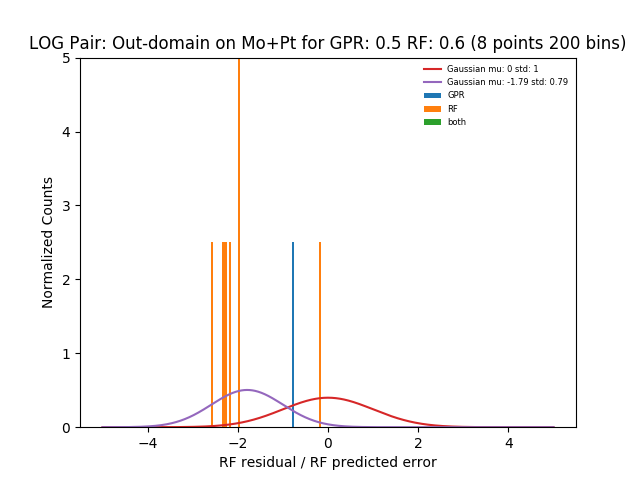 LOG Pair: Out-domain on Mo+Pt for GPR: 0.5 RF: 0.6 (8 points 200 bins)
Gaussian mu: 0 std: 1
Gaussian mu: -1.79 std: 0.79
GPR
RF
both
Normalized Counts
5
4
3
2
1
0
−4
−2
0
2
4
RF residual / RF predicted error